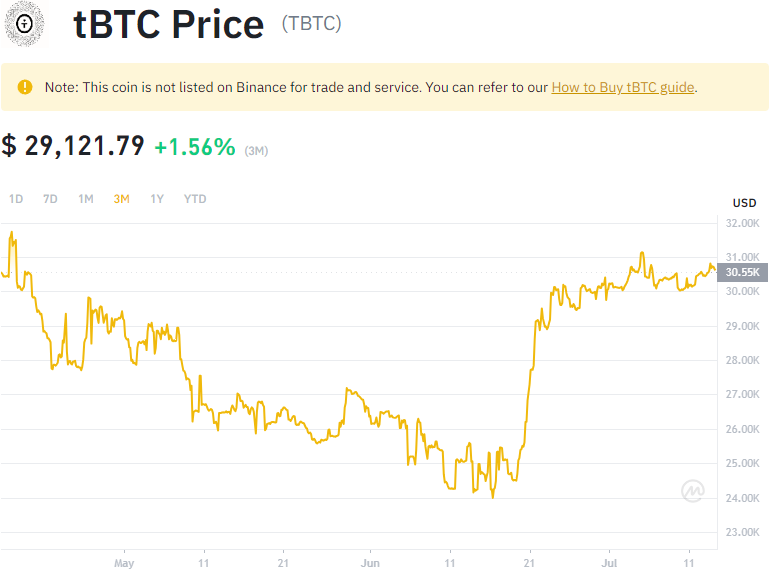 tBTC Price (TBTC)
Note: This coin is not listed on Binance for trade and service. You can refer to our How to Buy tBTC guide.
$ 29,121.79 +1.56% (3M)
1D 7D 1M 3M 1Y YTD
USD
32.00K
31.00K
30.55K
30.00K
29.00K
28.00K
27.00K
26.00K
25.00K
24.00K
23.00K
May 11 21 Jun 11 21 Jul 11